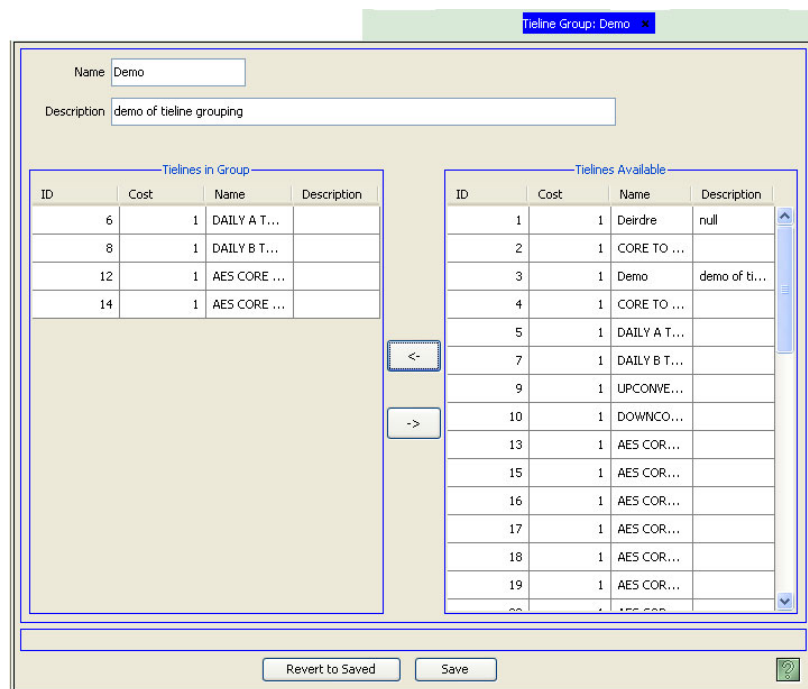 Tieline Group: Demo ×
Name Demo
Description demo of tieline grouping
Tielines in Group
ID Cost Name Description
6 1 DAILY A T...
8 1 DAILY B T...
12 1 AES CORE ...
14 1 AES CORE ...
<-
->
Tielines Available
ID Cost Name Description
1 1 Deirdre null
2 1 CORE TO ...
3 1 Demo demo of ti...
4 1 CORE TO ...
5 1 DAILY A T...
7 1 DAILY B T...
9 1 UPCONVE...
10 1 DOWNCO...
13 1 AES COR...
15 1 AES COR...
16 1 AES COR...
17 1 AES COR...
18 1 AES COR...
19 1 AES COR...
Revert to Saved Save ?